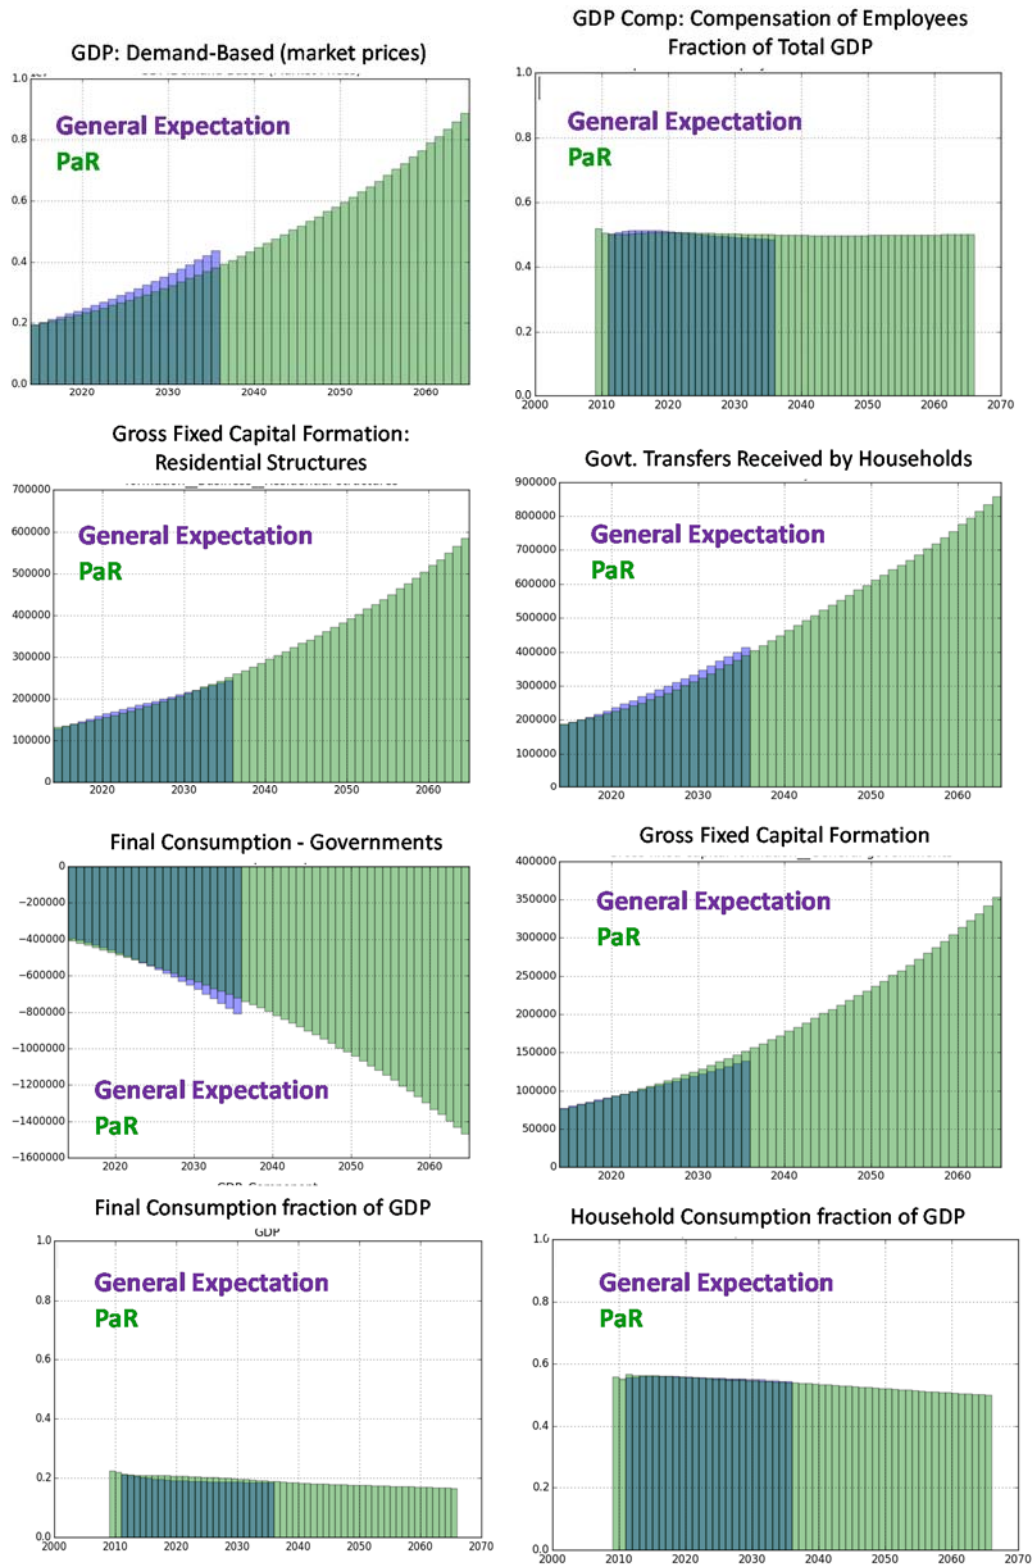 GDP: Demand-Based (market prices)
1.0
0.8
0.6
0.4
0.2
0.0
General Expectation
PaR
2020 2030 2040 2050 2060
GDP Comp: Compensation of Employees
Fraction of Total GDP
1.0
0.8
0.6
0.4
0.2
0.0
General Expectation
PaR
2000 2010 2020 2030 2040 2050 2060 2070
Gross Fixed Capital Formation:
Residential Structures
700000
600000
500000
400000
300000
200000
100000
0
General Expectation
PaR
2020 2030 2040 2050 2060
Govt. Transfers Received by Households
900000
800000
700000
600000
500000
400000
300000
200000
100000
0
General Expectation
PaR
2020 2030 2040 2050 2060
Final Consumption - Governments
0
−200000
−400000
−600000
−800000
−1000000
−1200000
−1400000
−1600000
General Expectation
PaR
2020 2030 2040 2050 2060
Gross Fixed Capital Formation
400000
350000
300000
250000
200000
150000
100000
50000
0
General Expectation
PaR
2020 2030 2040 2050 2060
Final Consumption fraction of GDP
GDP
1.0
0.8
0.6
0.4
0.2
0.0
General Expectation
PaR
2000 2010 2020 2030 2040 2050 2060 2070
Household Consumption fraction of GDP
1.0
0.8
0.6
0.4
0.2
0.0
General Expectation
PaR
2000 2010 2020 2030 2040 2050 2060 2070